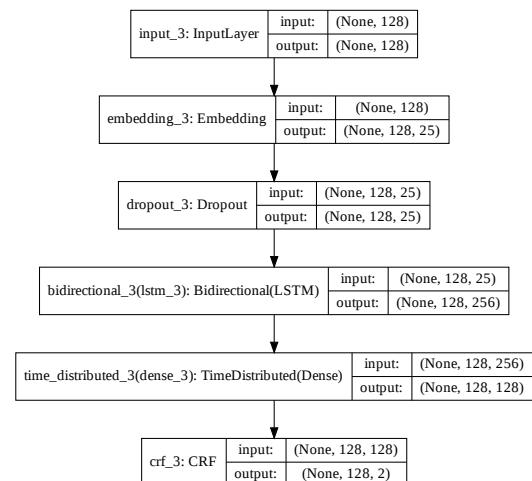 input_3: InputLayer input: (None, 128)
output: (None, 128)
embedding_3: Embedding input: (None, 128)
output: (None, 128, 25)
dropout_3: Dropout input: (None, 128, 25)
output: (None, 128, 25)
bidirectional_3(lstm_3): Bidirectional(LSTM) input: (None, 128, 25)
output: (None, 128, 256)
time_distributed_3(dense_3): TimeDistributed(Dense) input: (None, 128, 256)
output: (None, 128, 128)
crf_3: CRF input: (None, 128, 128)
output: (None, 128, 2)